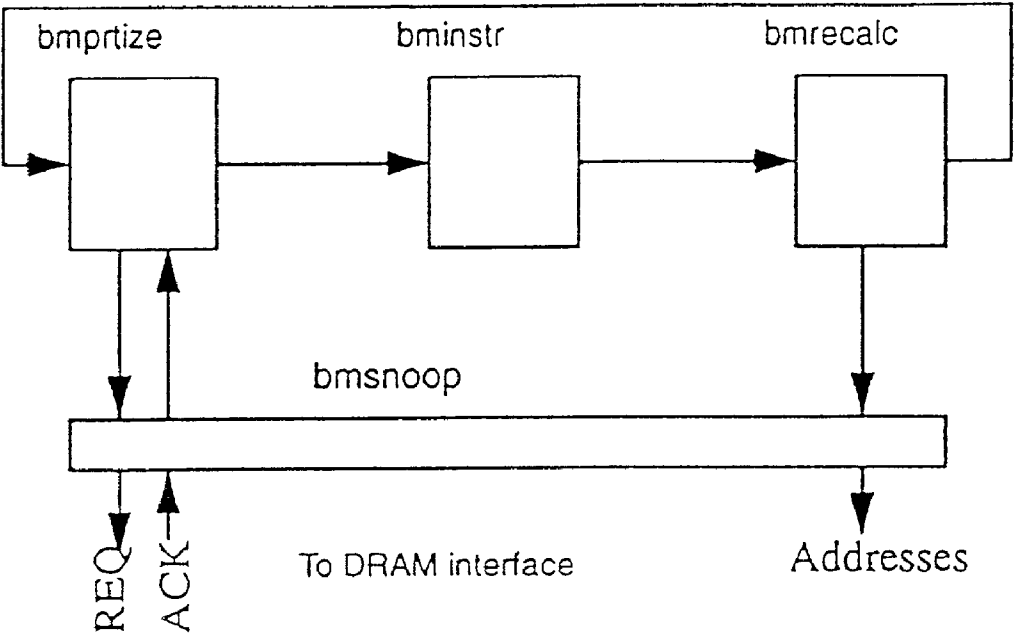 bmprtize
bminstr
bmrecalc
bmsnoop
REQ
ACK
To DRAM interface
Addresses